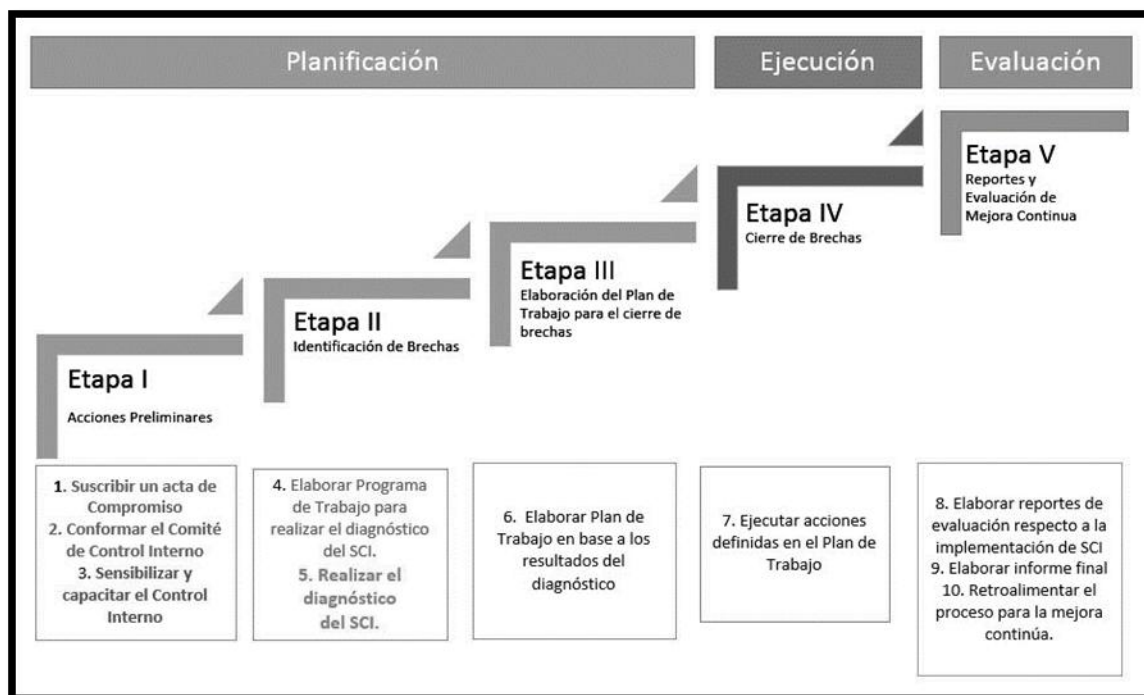 Planificación
Ejecución
Evaluación
Etapa I
Acciones Preliminares
Etapa II
Identificación de Brechas
Etapa III
Elaboración del Plan de
Trabajo para el cierre de
brechas
Etapa IV
Cierre de Brechas
Etapa V
Reportes y
Evaluación de
Mejora Continua
1. Suscribir un acta de
Compromiso
2. Conformar el Comité
de Control Interno
3. Sensibilizar y
capacitar el Control
Interno
4. Elaborar Programa
de Trabajo para
realizar el diagnóstico
del SCI.
5. Realizar el
diagnóstico
del SCI.
6. Elaborar Plan de
Trabajo en base a los
resultados del
diagnóstico
7. Ejecutar acciones
definidas en el Plan de
Trabajo
8. Elaborar reportes de
evaluación respecto a la
implementación de SCI
9. Elaborar informe final
10. Retroalimentar el
proceso para la mejora
continúa.